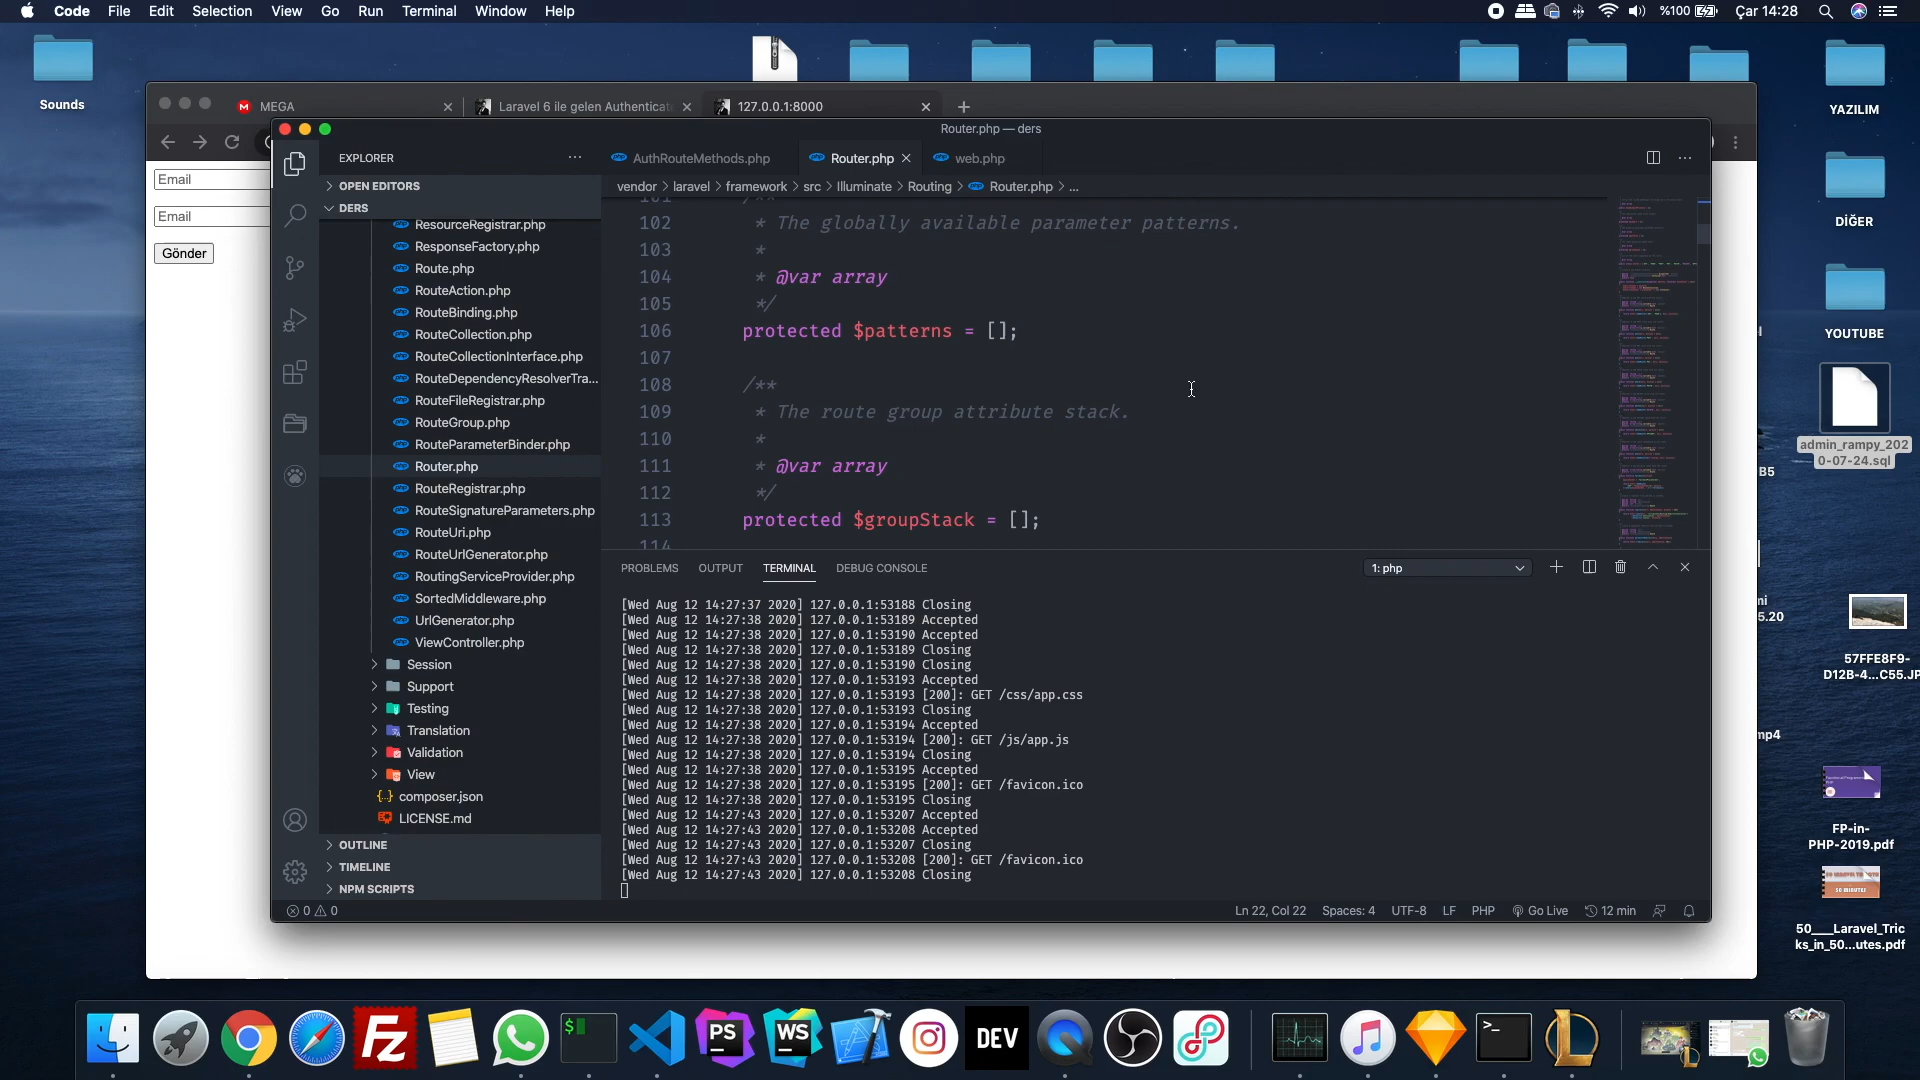 Code File Edit Selection View Go Run Terminal Window Help
%100 Çar 14:28
Sounds
YAZILIM
DİĞER
YOUTUBE
admin_rampy_202
0-07-24.sql
57FFE8F9-
D12B-4...C55.JP
mp4
FP-in-
PHP-2019.pdf
50___Laravel_Tric
ks_in_50...utes.pdf
MEGA
Laravel 6 ile gelen Authenticat
127.0.0.1:8000
Email
Email
Gönder
Router.php — ders
EXPLORER
OPEN EDITORS
DERS
ResourceRegistrar.php
ResponseFactory.php
Route.php
RouteAction.php
RouteBinding.php
RouteCollection.php
RouteCollectionInterface.php
RouteDependencyResolverTra...
RouteFileRegistrar.php
RouteGroup.php
RouteParameterBinder.php
Router.php
RouteRegistrar.php
RouteSignatureParameters.php
RouteUri.php
RouteUrlGenerator.php
RoutingServiceProvider.php
SortedMiddleware.php
UrlGenerator.php
ViewController.php
Session
Support
Testing
Translation
Validation
View
composer.json
LICENSE.md
OUTLINE
TIMELINE
NPM SCRIPTS
AuthRouteMethods.php
Router.php
web.php
vendor > laravel > framework > src > Illuminate > Routing > Router.php > ...
101 /**
102 * The globally available parameter patterns.
103 *
104 * @var array
105 */
106 protected $patterns = [];
107
108 /**
109 * The route group attribute stack.
110 *
111 * @var array
112 */
113 protected $groupStack = [];
114
PROBLEMS OUTPUT TERMINAL DEBUG CONSOLE
1: php
[Wed Aug 12 14:27:37 2020] 127.0.0.1:53188 Closing
[Wed Aug 12 14:27:38 2020] 127.0.0.1:53189 Accepted
[Wed Aug 12 14:27:38 2020] 127.0.0.1:53190 Accepted
[Wed Aug 12 14:27:38 2020] 127.0.0.1:53189 Closing
[Wed Aug 12 14:27:38 2020] 127.0.0.1:53190 Closing
[Wed Aug 12 14:27:38 2020] 127.0.0.1:53193 Accepted
[Wed Aug 12 14:27:38 2020] 127.0.0.1:53193 [200]: GET /css/app.css
[Wed Aug 12 14:27:38 2020] 127.0.0.1:53193 Closing
[Wed Aug 12 14:27:38 2020] 127.0.0.1:53194 Accepted
[Wed Aug 12 14:27:38 2020] 127.0.0.1:53194 [200]: GET /js/app.js
[Wed Aug 12 14:27:38 2020] 127.0.0.1:53194 Closing
[Wed Aug 12 14:27:38 2020] 127.0.0.1:53195 Accepted
[Wed Aug 12 14:27:38 2020] 127.0.0.1:53195 [200]: GET /favicon.ico
[Wed Aug 12 14:27:38 2020] 127.0.0.1:53195 Closing
[Wed Aug 12 14:27:43 2020] 127.0.0.1:53207 Accepted
[Wed Aug 12 14:27:43 2020] 127.0.0.1:53208 Accepted
[Wed Aug 12 14:27:43 2020] 127.0.0.1:53207 Closing
[Wed Aug 12 14:27:43 2020] 127.0.0.1:53208 [200]: GET /favicon.ico
[Wed Aug 12 14:27:43 2020] 127.0.0.1:53208 Closing
0 0
Ln 22, Col 22 Spaces: 4 UTF-8 LF PHP Go Live 12 min
PS
WS
DEV